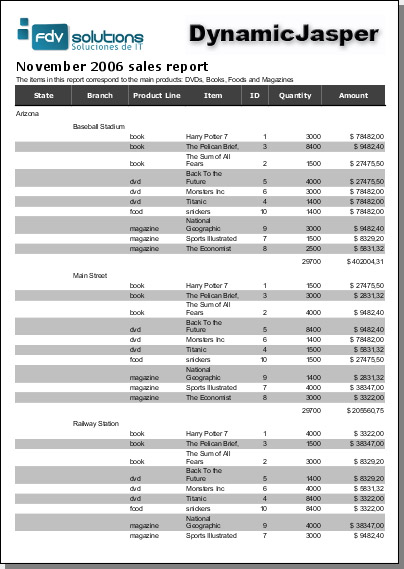 fdv solutions
Soluciones de IT
DynamicJasper
November 2006 sales report
The items in this report correspond to the main products: DVDs, Books, Foods and Magazines
State Branch Product Line Item ID Quantity Amount
Arizona
Baseball Stadium
book Harry Potter 7 1 3000 $ 78482,00
book The Pelican Brief, 3 8400 $ 9482,40
The Sum of All
book Fears 2 1500 $ 27475,50
Back To the
dvd Future 5 4000 $ 27475,50
dvd Monsters Inc 6 3000 $ 78482,00
dvd Titanic 4 1400 $ 78482,00
food snickers 10 1400 $ 78482,00
National
magazine Geographic 9 3000 $ 9482,40
magazine Sports Illustrated 7 1500 $ 8329,20
magazine The Economist 8 2500 $ 5831,32
29700 $ 402004,31
Main Street
book Harry Potter 7 1 1500 $ 27475,50
book The Pelican Brief, 3 3000 $ 2831,32
The Sum of All
book Fears 2 4000 $ 9482,40
Back To the
dvd Future 5 8400 $ 9482,40
dvd Monsters Inc 6 1400 $ 78482,00
dvd Titanic 4 1500 $ 5831,32
food snickers 10 1500 $ 27475,50
National
magazine Geographic 9 1400 $ 2831,32
magazine Sports Illustrated 7 4000 $ 38347,00
magazine The Economist 8 3000 $ 3322,00
29700 $ 205560,75
Railway Station
book Harry Potter 7 1 4000 $ 3322,00
book The Pelican Brief, 3 1500 $ 38347,00
The Sum of All
book Fears 2 3000 $ 8329,20
Back To the
dvd Future 5 1400 $ 8329,20
dvd Monsters Inc 6 4000 $ 5831,32
dvd Titanic 4 8400 $ 3322,00
food snickers 10 8400 $ 3322,00
National
magazine Geographic 9 4000 $ 38347,00
magazine Sports Illustrated 7 3000 $ 9482,40